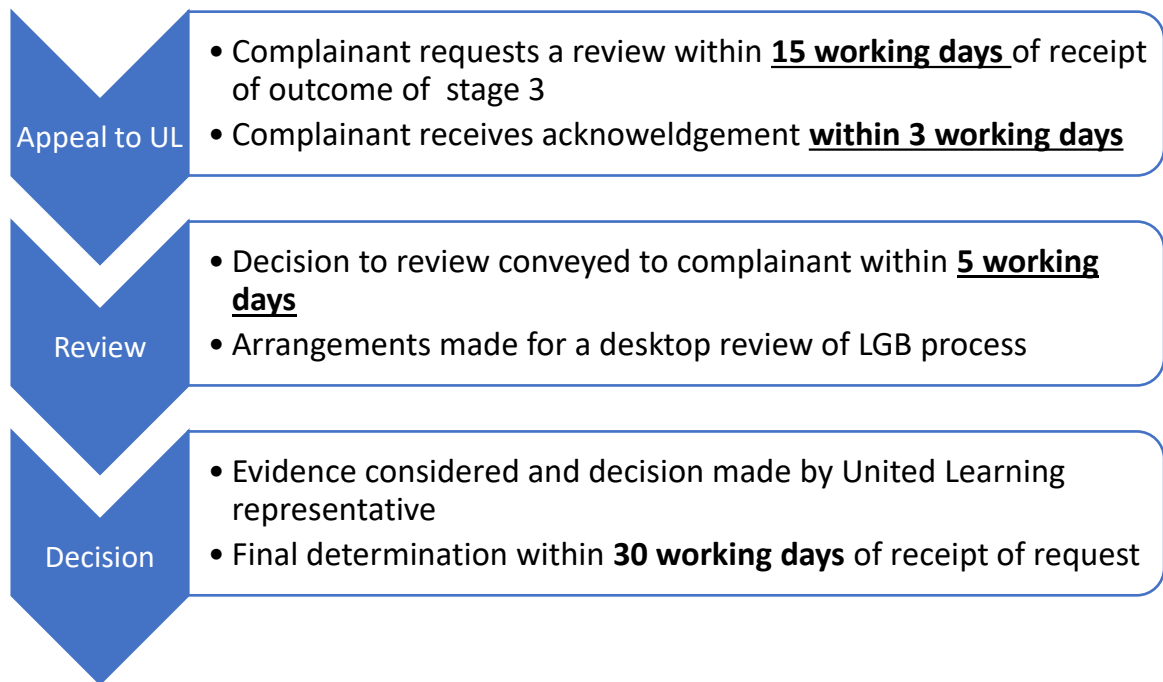 Appeal to UL
• Complainant requests a review within 15 working days of receipt
of outcome of stage 3
• Complainant receives acknoweldgement within 3 working days
Review
• Decision to review conveyed to complainant within 5 working
days
• Arrangements made for a desktop review of LGB process
Decision
• Evidence considered and decision made by United Learning
representative
• Final determination within 30 working days of receipt of request